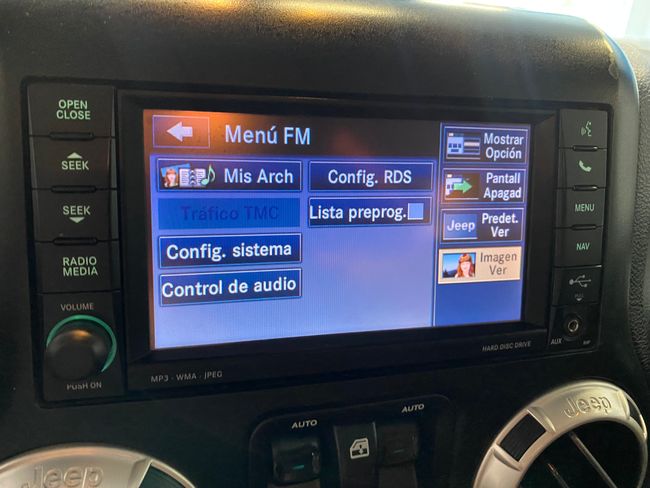 OPEN
CLOSE
SEEK
SEEK
RADIO
MEDIA
VOLUME
PUSH ON
Menú FM
Mis Arch
Config. RDS
Tráfico TMC
Lista preprog.
Config. sistema
Control de audio
Mostrar
Opción
Pantall
Apagad
Jeep
Predet.
Ver
Imagen
Ver
MENU
NAV
AUX
MP3 - WMA - JPEG
HARD DISC DRIVE
AUTO
AUTO
Jeep
Jeep